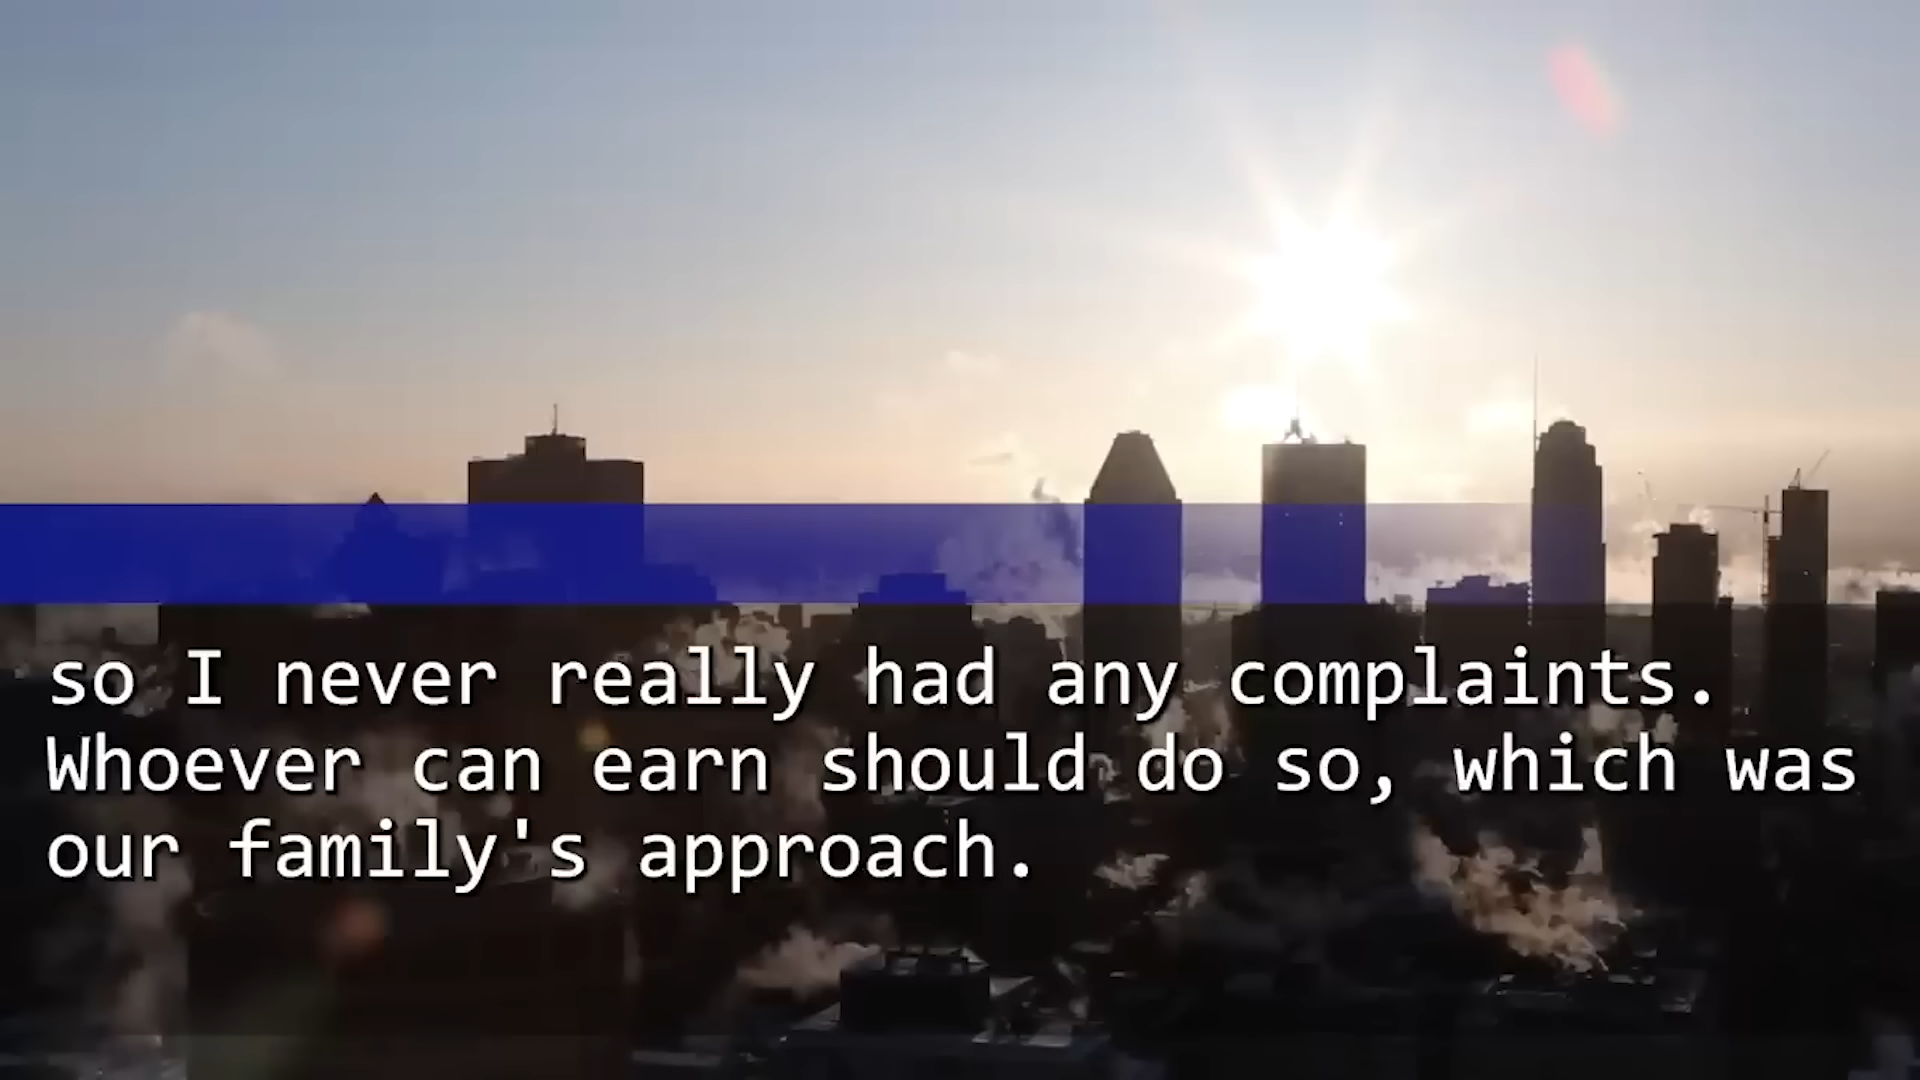 so I never really had any complaints.
Whoever can earn should do so, which was
our family's approach.